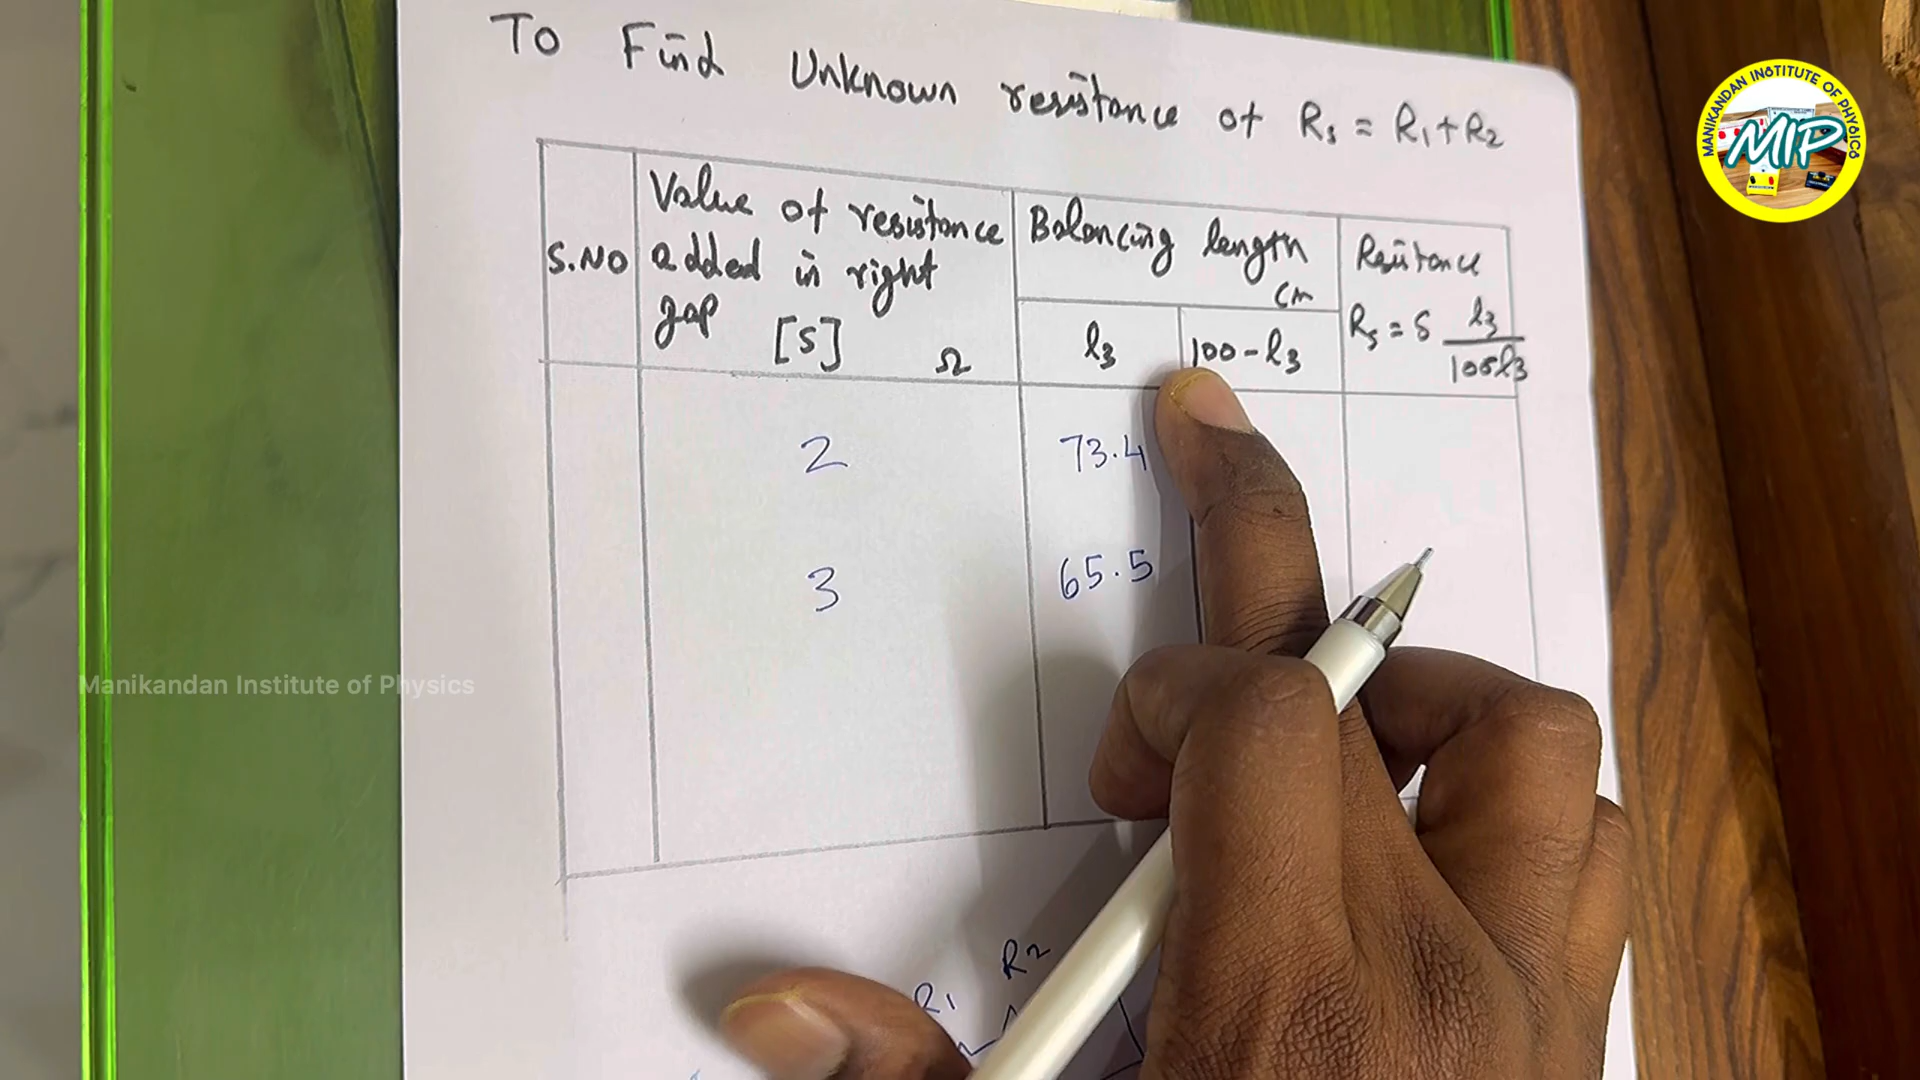 To Find Unknown resistance of Rs = R1+R2
S.NO
Value of resistance
added in right
gap [S] Ω
Balancing length
cm
l3
100-l3
Resistance
Rs = S l3
100-l3
2
73.4
3
65.5
R1
R2
MANIKANDAN INSTITUTE OF PHYSICS
MIP
Manikandan Institute of Physics